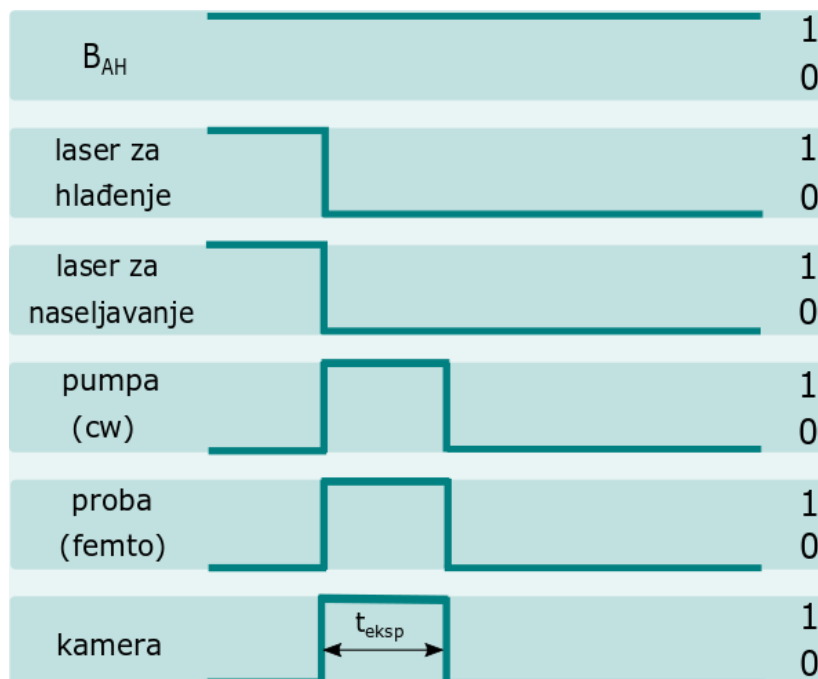 B_AH
1
0
laser za
hlađenje
1
0
laser za
naseljavanje
1
0
pumpa
(cw)
1
0
proba
(femto)
1
0
kamera
t_eksp
1
0